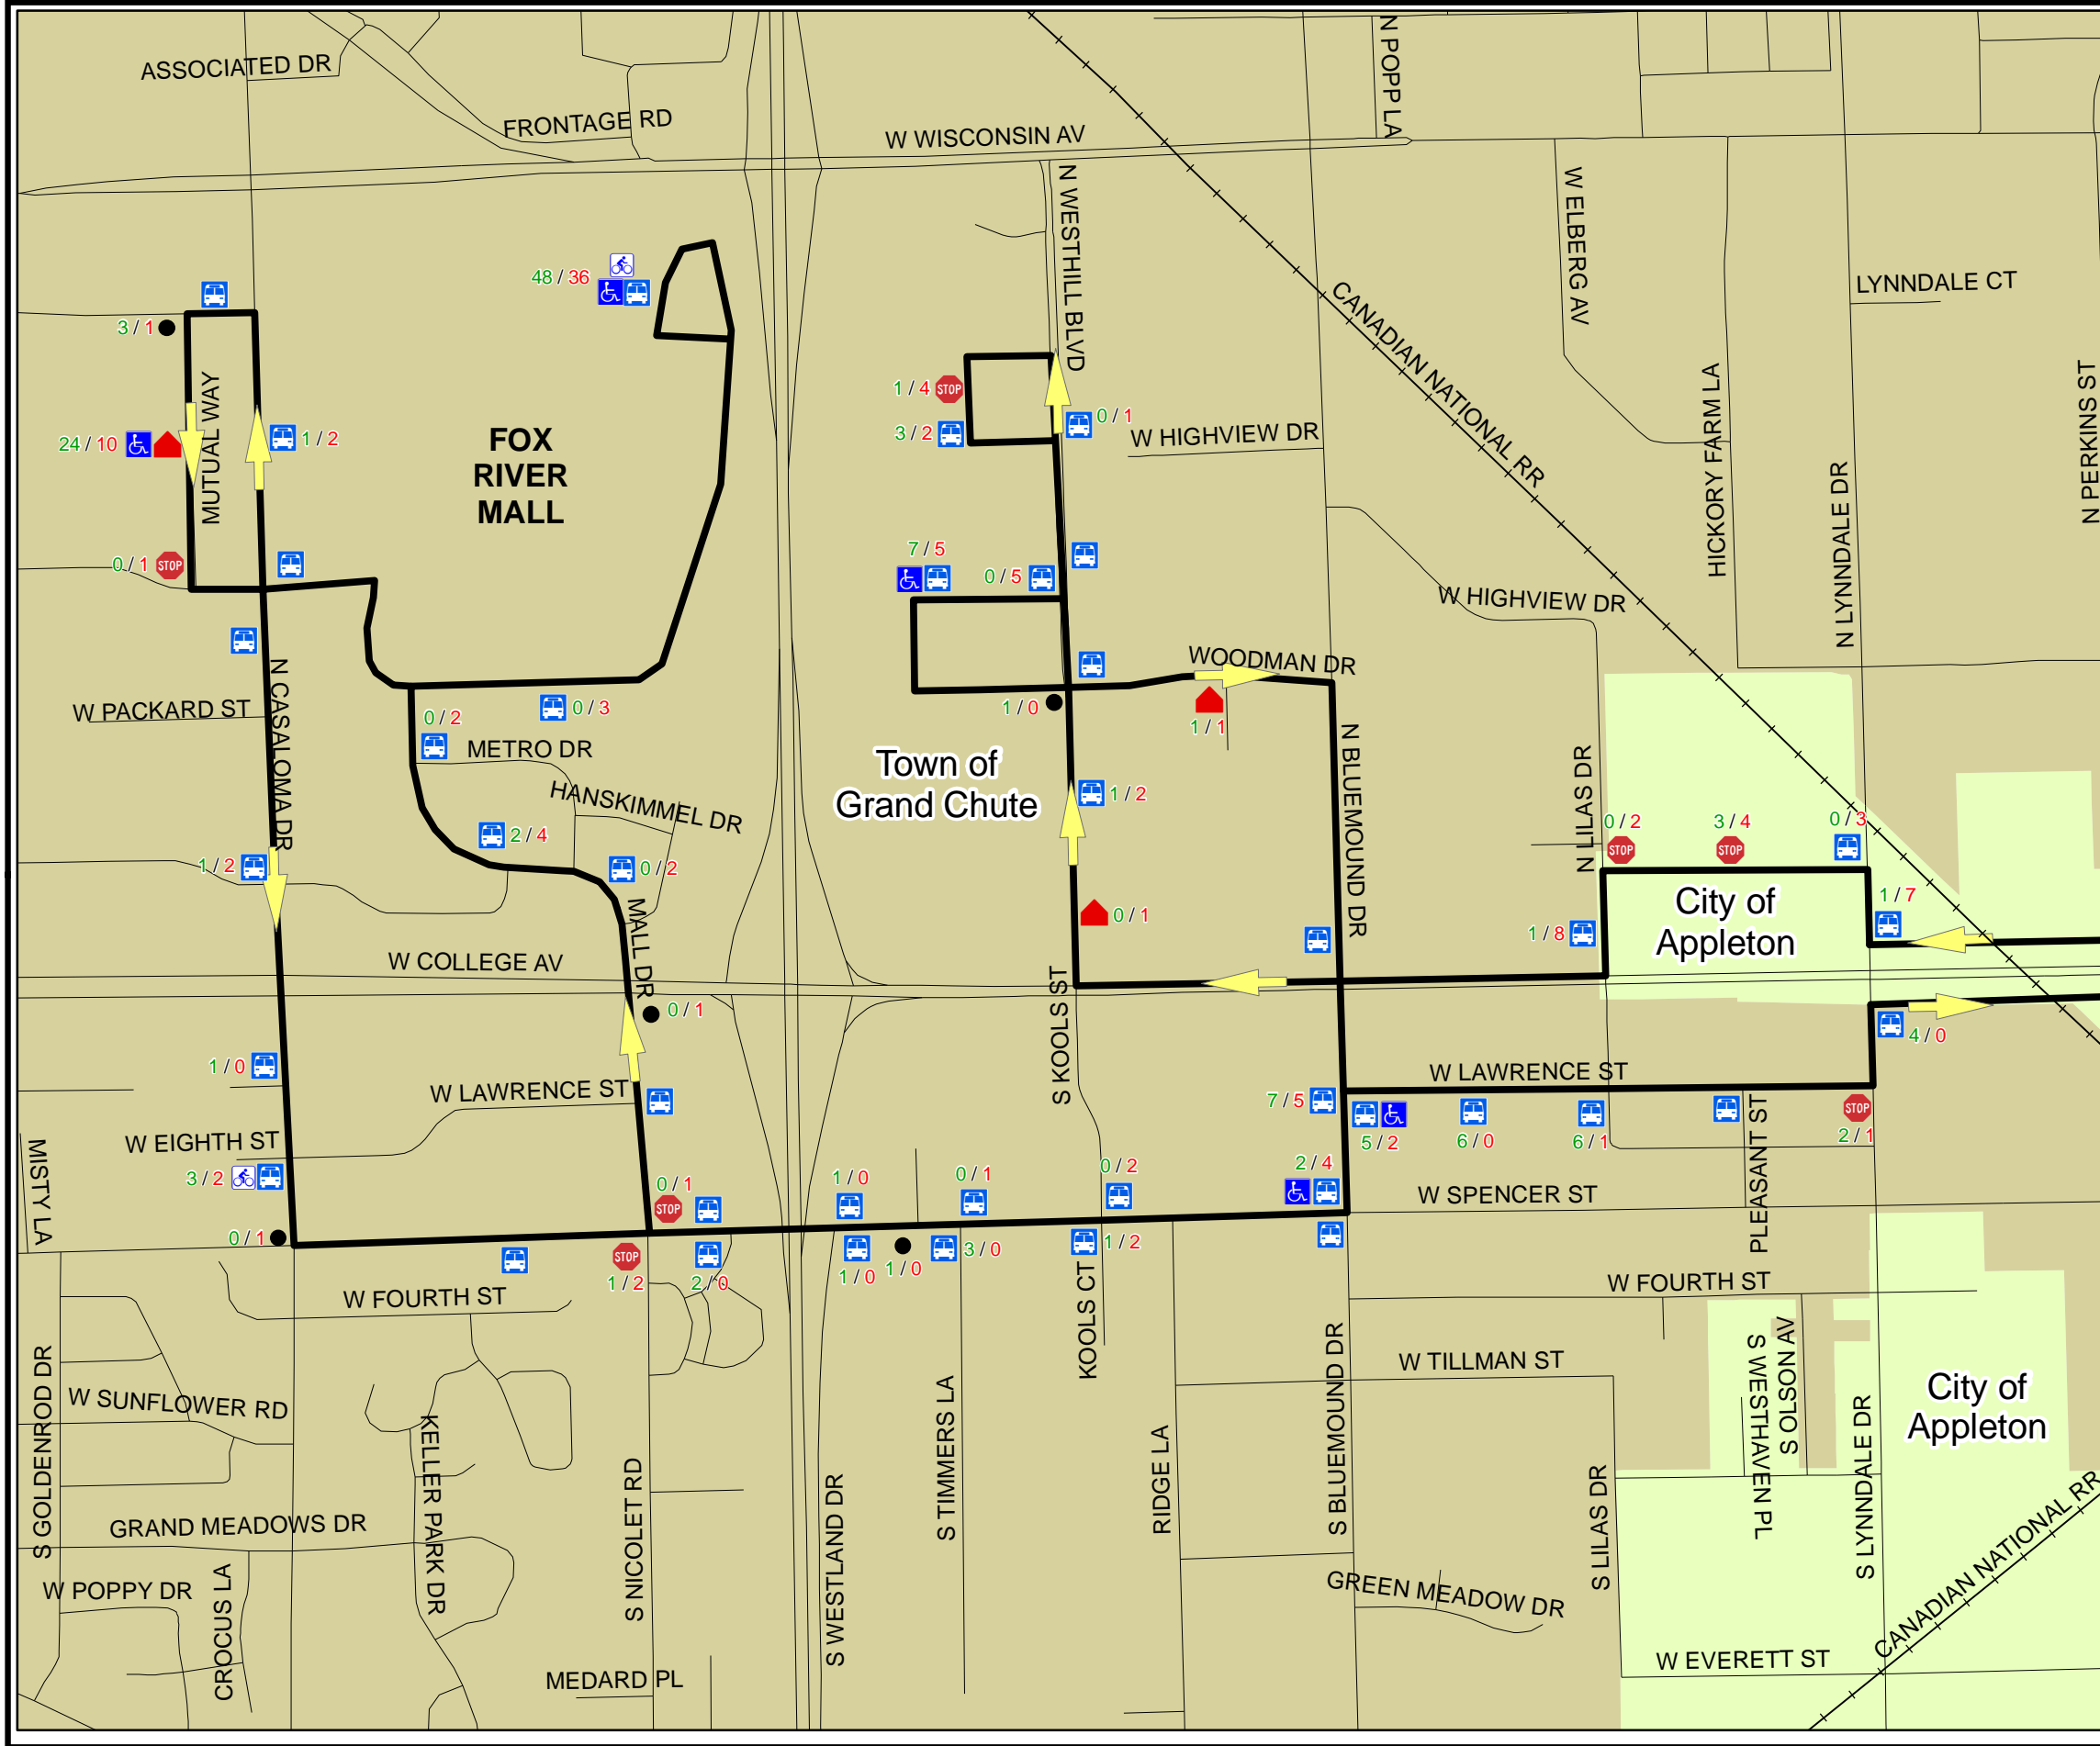 N POPP LA
ASSOCIATED DR
FRONTAGE RD
W WISCONSIN AV
N WESTHILL BLVD
W ELBERG AV
48 / 36
LYNNDALE CT
CANADIAN NATIONAL RR
3 / 1
MUTUAL WAY
1 / 4
STOP
0 / 1
N PERKINS ST
24 / 10
1 / 2
FOX
RIVER
MALL
3 / 2
W HIGHVIEW DR
HICKORY FARM LA
N LYNNDALE DR
0 / 1
STOP
7 / 5
0 / 5
W HIGHVIEW DR
N CASALOMA DR
WOODMAN DR
W PACKARD ST
0 / 2
0 / 3
1 / 0
1 / 1
METRO DR
N BLUEMOUND DR
N LILAS DR
Town of
Grand Chute
HANSKIMMEL DR
1 / 2
2 / 4
0 / 2
STOP
3 / 4
STOP
0 / 3
1 / 2
0 / 2
MALL DR
0 / 1
City of
Appleton
1 / 8
1 / 7
W COLLEGE AV
0 / 1
S KOOLS ST
4 / 0
1 / 0
W LAWRENCE ST
W LAWRENCE ST
7 / 5
5 / 2
6 / 0
6 / 1
PLEASANT ST
STOP
2 / 1
MISTY LA
W EIGHTH ST
3 / 2
0 / 1
STOP
1 / 0
0 / 1
0 / 2
2 / 4
W SPENCER ST
0 / 1
STOP
1 / 2
2 / 0
1 / 0
1 / 0
3 / 0
1 / 2
KOOLS CT
W FOURTH ST
W FOURTH ST
S GOLDENROD DR
W SUNFLOWER RD
KELLER PARK DR
S NICOLET RD
S WESTLAND DR
S TIMMERS LA
RIDGE LA
S BLUEMOUND DR
W TILLMAN ST
S WESTHAVEN PL
S OLSON AV
S LYNNDALE DR
City of
Appleton
S LILAS DR
GRAND MEADOWS DR
W POPPY DR
CROCUS LA
MEDARD PL
GREEN MEADOW DR
CANADIAN NATIONAL RR
W EVERETT ST